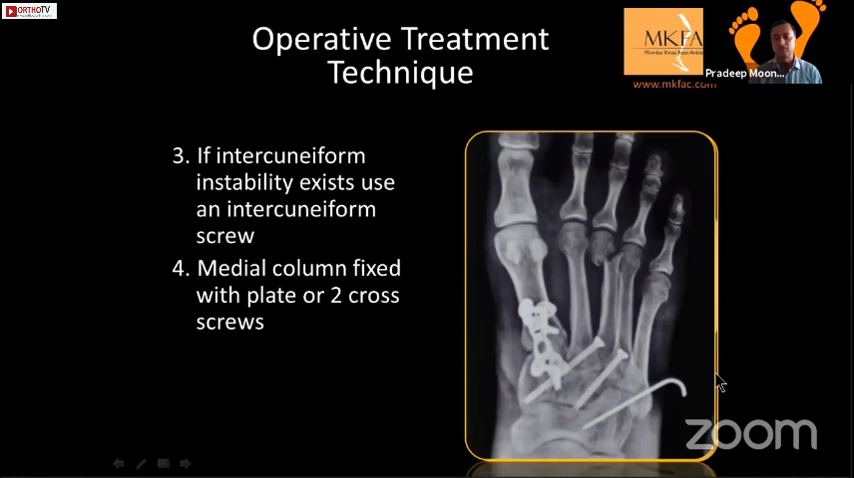 ORTHOTV
Operative Treatment
Technique
MKFA
www.mkfac.com
Pradeep Moon...
3. If intercuneiform
instability exists use
an intercuneiform
screw
4. Medial column fixed
with plate or 2 cross
screws
zoom